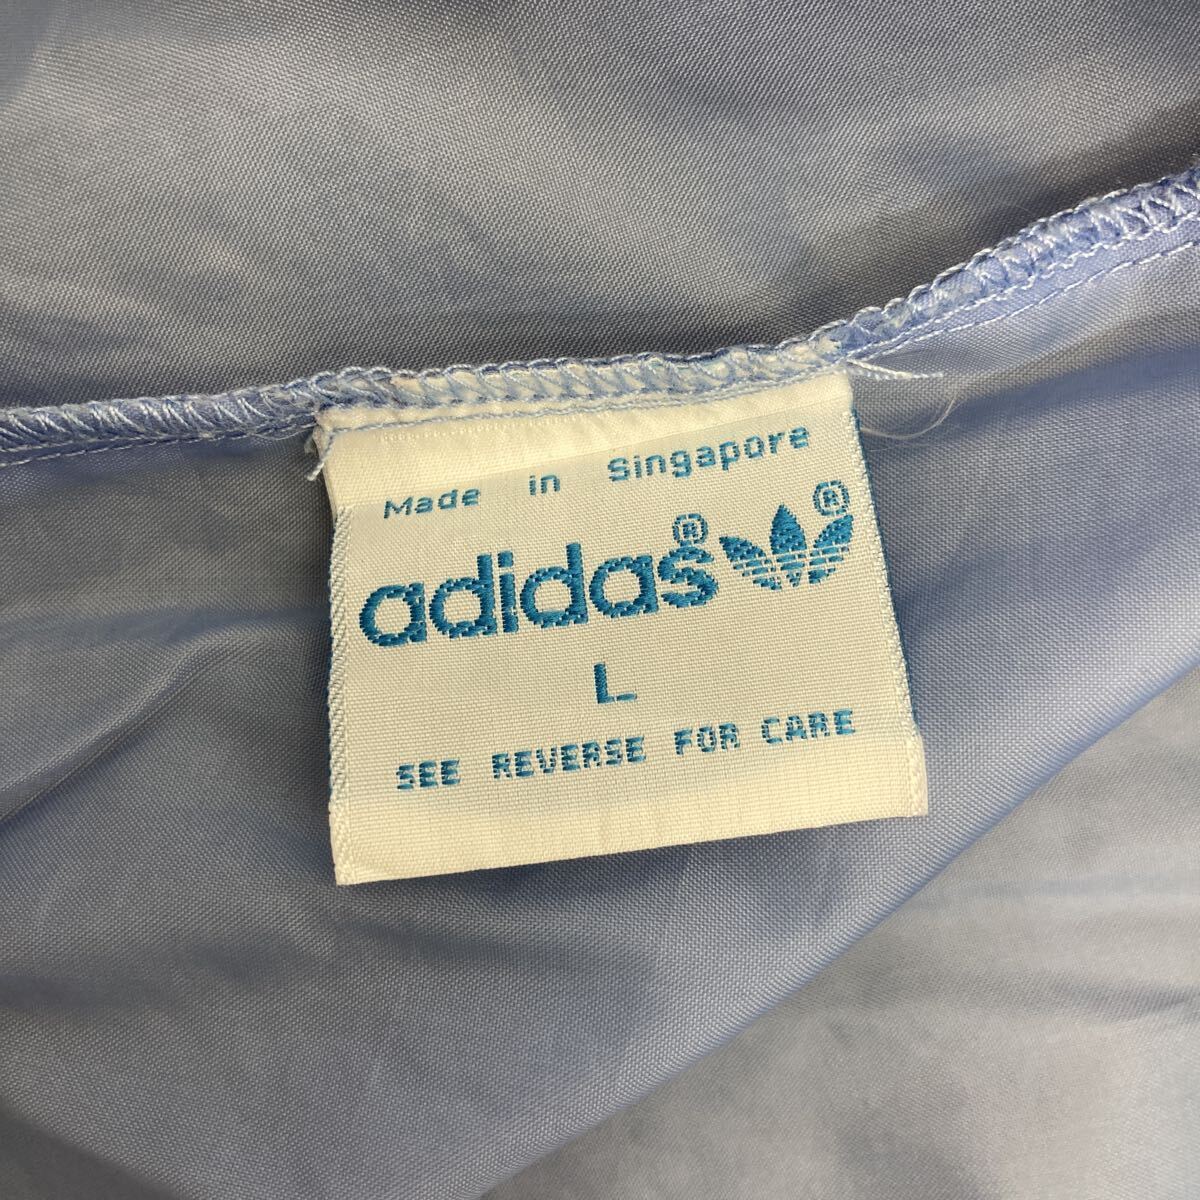 Made in Singapore
adidas® ®
L
SEE REVERSE FOR CARE